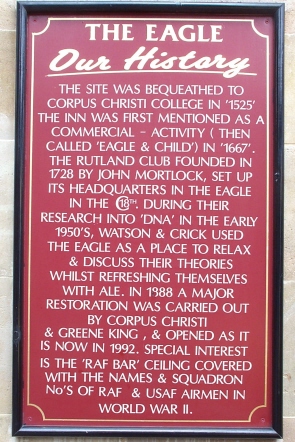 THE EAGLE
Our History
THE SITE WAS BEQUEATHED TO
CORPUS CHRISTI COLLEGE IN '1525'
THE INN WAS FIRST MENTIONED AS A
COMMERCIAL - ACTIVITY ( THEN
CALLED 'EAGLE & CHILD') IN '1667'.
THE RUTLAND CLUB FOUNDED IN
1728 BY JOHN MORTLOCK, SET UP
ITS HEADQUARTERS IN THE EAGLE
IN THE C18TH. DURING THEIR
RESEARCH INTO 'DNA' IN THE EARLY
1950'S, WATSON & CRICK USED
THE EAGLE AS A PLACE TO RELAX
& DISCUSS THEIR THEORIES
WHILST REFRESHING THEMSELVES
WITH ALE. IN 1988 A MAJOR
RESTORATION WAS CARRIED OUT
BY CORPUS CHRISTI
& GREENE KING , & OPENED AS IT
IS NOW IN 1992. SPECIAL INTEREST
IS THE 'RAF BAR' CEILING COVERED
WITH THE NAMES & SQUADRON
No'S OF RAF & USAF AIRMEN IN
WORLD WAR II.